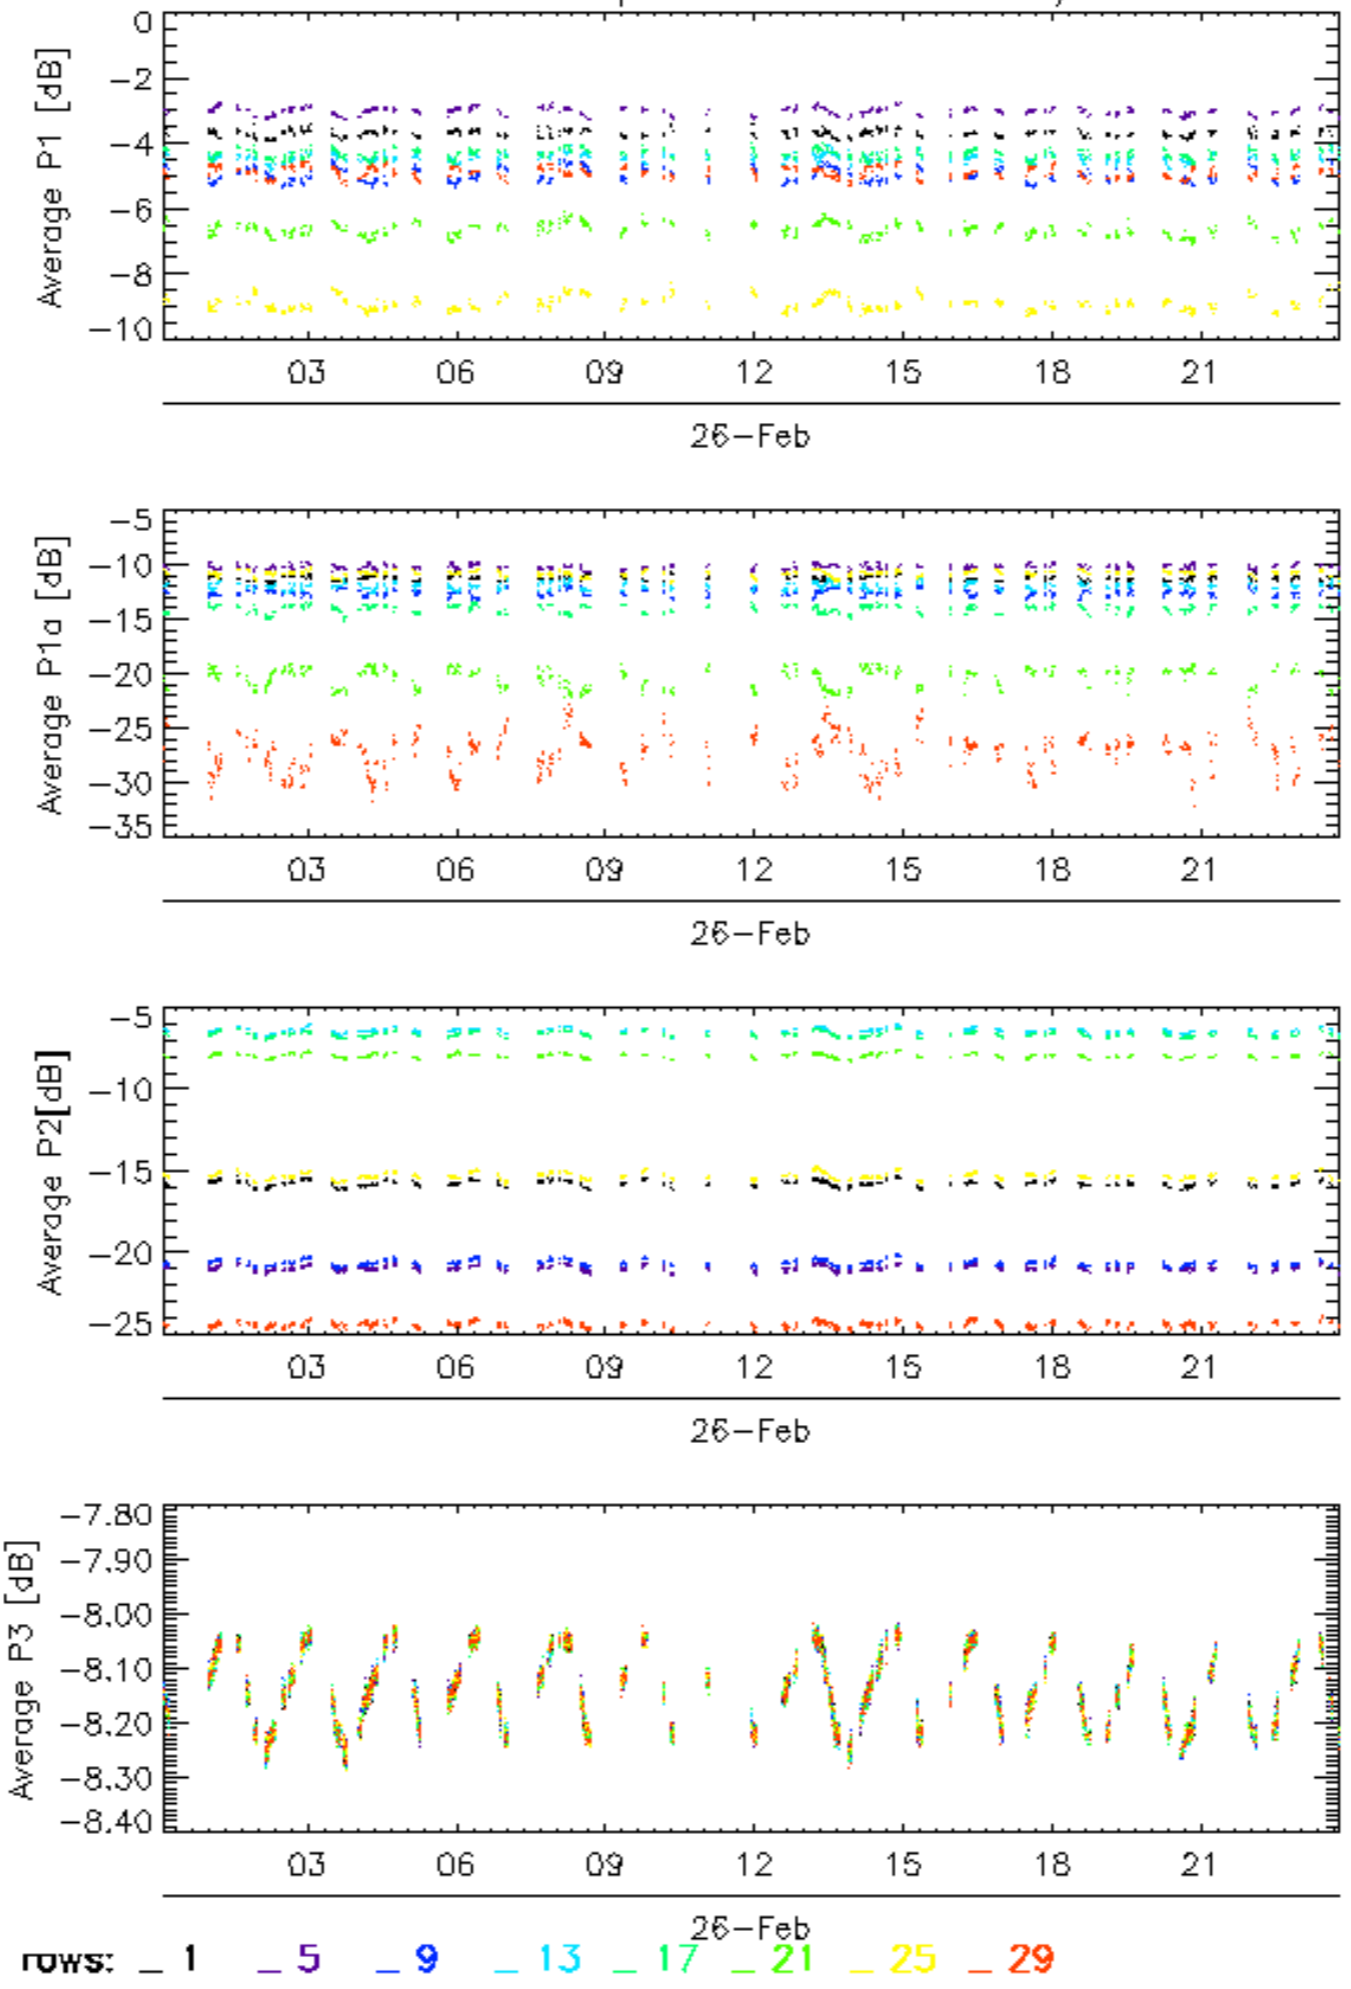 0
-2
-4
-6
-8
-10
Average P1 [dB]
03 06 09 12 15 18 21
26-Feb
-5
-10
-15
-20
-25
-30
-35
Average P1a [dB]
03 06 09 12 15 18 21
26-Feb
-5
-10
-15
-20
-25
Average P2[dB]
03 06 09 12 15 18 21
26-Feb
-7.80
-7.90
-8.00
-8.10
-8.20
-8.30
-8.40
Average P3 [dB]
03 06 09 12 15 18 21
26-Feb
rows: _ 1 _ 5 _ 9 _ 13 _ 17 _ 21 _ 25 _ 29